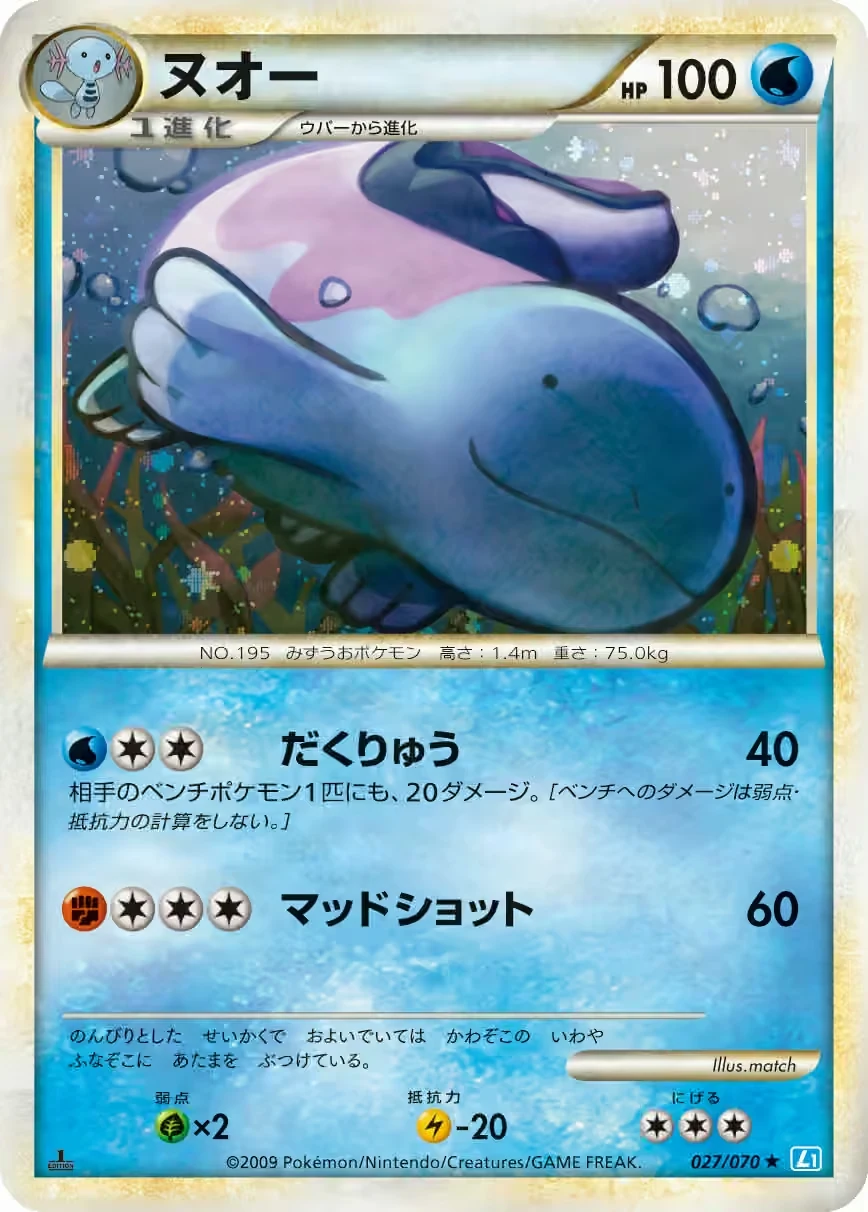 ヌオー HP 100
1進化 ウパーから進化
NO.195 みずうおポケモン 高さ:1.4m 重さ:75.0kg
だくりゅう 40
相手のベンチポケモン1匹にも、20ダメージ。[ベンチへのダメージは弱点・
抵抗力の計算をしない。]
マッドショット 60
のんびりとした せいかくで およいでいては かわぞこの いわや
ふなぞこに あたまを ぶつけている。
Illus.match
弱点 抵抗力 にげる
×2 -20
1 EDITION ©2009 Pokémon/Nintendo/Creatures/GAME FREAK. 027/070 ★ L1